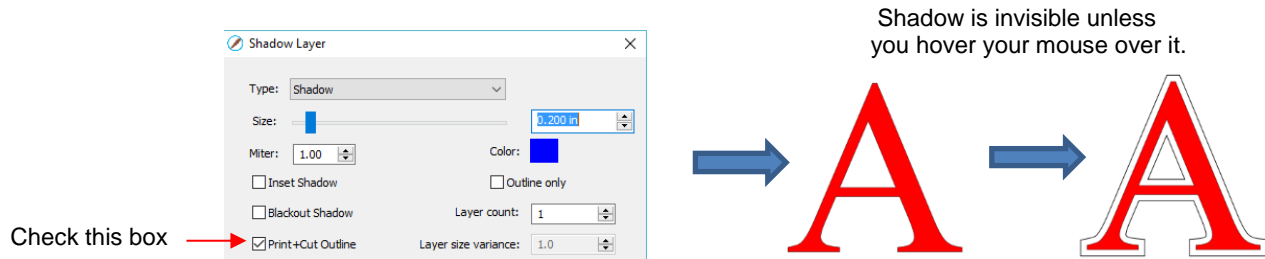 Shadow is invisible unless
you hover your mouse over it.
Shadow Layer
Type: Shadow
Size: 0.200 in
Miter: 1.00 Color:
Inset Shadow Outline only
Blackout Shadow Layer count: 1
Check this box Print+Cut Outline Layer size variance: 1.0
A A